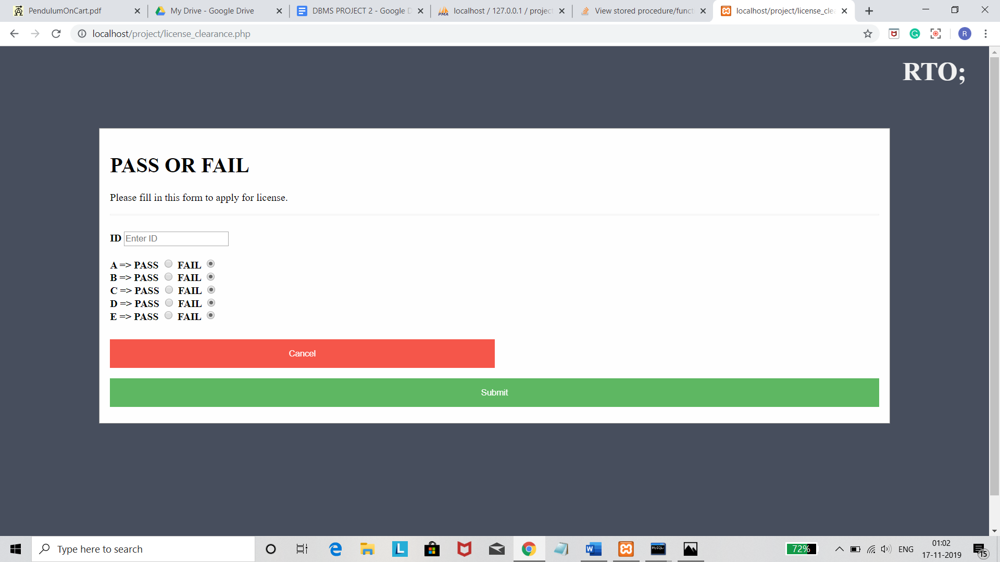 PendulumOnCart.pdf
My Drive - Google Drive
DBMS PROJECT 2 - Google D
localhost / 127.0.0.1 / projec
View stored procedure/funct
localhost/project/license_cle
localhost/project/license_clearance.php
R
RTO;
PASS OR FAIL
Please fill in this form to apply for license.
ID Enter ID
A => PASS FAIL
B => PASS FAIL
C => PASS FAIL
D => PASS FAIL
E => PASS FAIL
Cancel
Submit
Type here to search
72%
ENG
01:02
17-11-2019
15